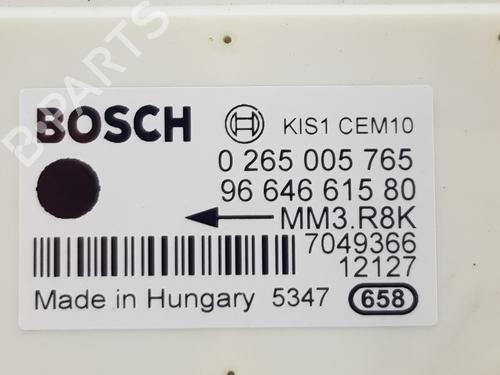 BOSCH KIS1 CEM10
0 265 005 765
96 646 615 80
MM3.R8K
7049366
12127
Made in Hungary 5347 658
B-PARTS